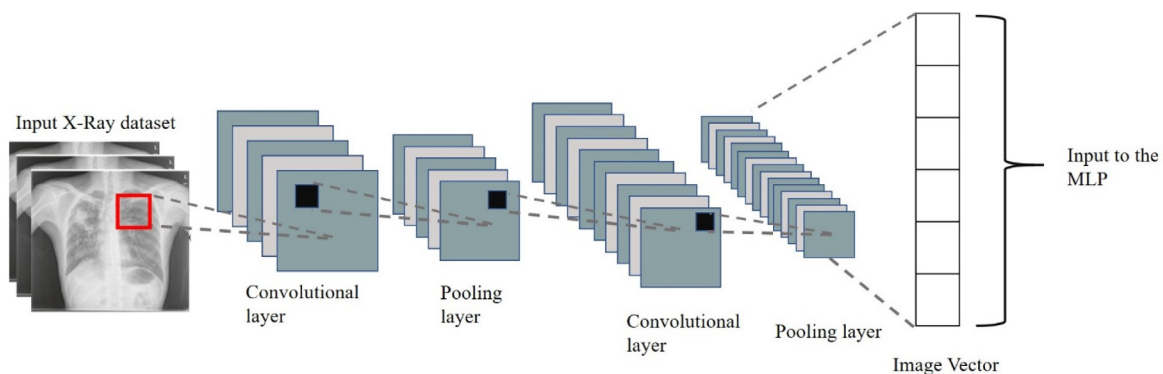 Input X-Ray dataset
Convolutional
layer
Pooling
layer
Convolutional
layer
Pooling layer
Image Vector
Input to the
MLP